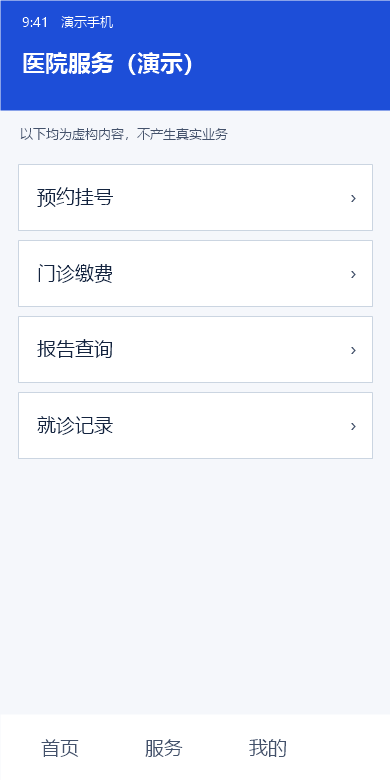 9:41 演示手机
医院服务（演示）
以下均为虚构内容，不产生真实业务
预约挂号 ›
门诊缴费 ›
报告查询 ›
就诊记录 ›
首页 服务 我的